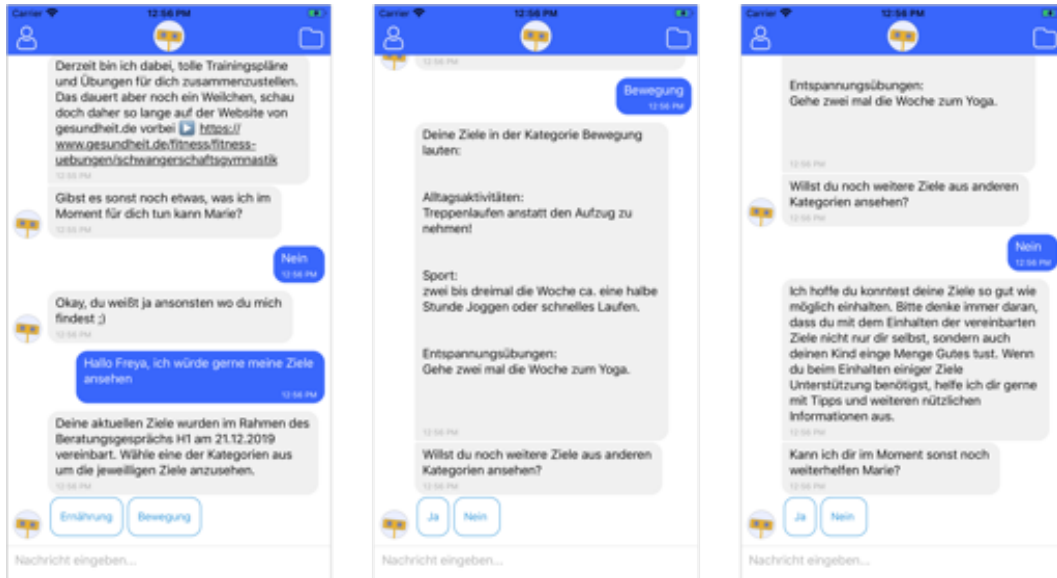 Carrier 12:56 PM
Derzeit bin ich dabei, tolle Trainingspläne
und Übungen für dich zusammenzustellen.
Das dauert aber noch ein Weilchen, schau
doch daher so lange auf der Website von
gesundheit.de vorbei ▶️ https://
www.gesundheit.de/fitness/fitness-
uebungen/schwangerschaftsgymnastik
12:55 PM
Gibst es sonst noch etwas, was ich im
Moment für dich tun kann Marie?
12:55 PM
Nein
12:56 PM
Okay, du weißt ja ansonsten wo du mich
findest ;)
12:56 PM
Hallo Freya, ich würde gerne meine Ziele
ansehen
12:56 PM
Deine aktuellen Ziele wurden im Rahmen des
Beratungsgesprächs H1 am 21.12.2019
vereinbart. Wähle eine der Kategorien aus
um die jeweiligen Ziele anzusehen.
12:56 PM
Ernährung
Bewegung
Nachricht eingeben...
Carrier 12:56 PM
12:56 PM
Bewegung
12:56 PM
Deine Ziele in der Kategorie Bewegung
lauten:
Alltagsaktivitäten:
Treppenlaufen anstatt den Aufzug zu
nehmen!
Sport:
zwei bis dreimal die Woche ca. eine halbe
Stunde Joggen oder schnelles Laufen.
Entspannungsübungen:
Gehe zwei mal die Woche zum Yoga.
12:56 PM
Willst du noch weitere Ziele aus anderen
Kategorien ansehen?
12:56 PM
Ja
Nein
Nachricht eingeben...
Carrier 12:56 PM
Entspannungsübungen:
Gehe zwei mal die Woche zum Yoga.
12:56 PM
Willst du noch weitere Ziele aus anderen
Kategorien ansehen?
12:56 PM
Nein
12:56 PM
Ich hoffe du konntest deine Ziele so gut wie
möglich einhalten. Bitte denke immer daran,
dass du mit dem Einhalten der vereinbarten
Ziele nicht nur dir selbst, sondern auch
deinen Kind einge Menge Gutes tust. Wenn
du beim Einhalten einiger Ziele
Unterstützung benötigst, helfe ich dir gerne
mit Tipps und weiteren nützlichen
Informationen aus.
12:56 PM
Kann ich dir im Moment sonst noch
weiterhelfen Marie?
12:56 PM
Ja
Nein
Nachricht eingeben...